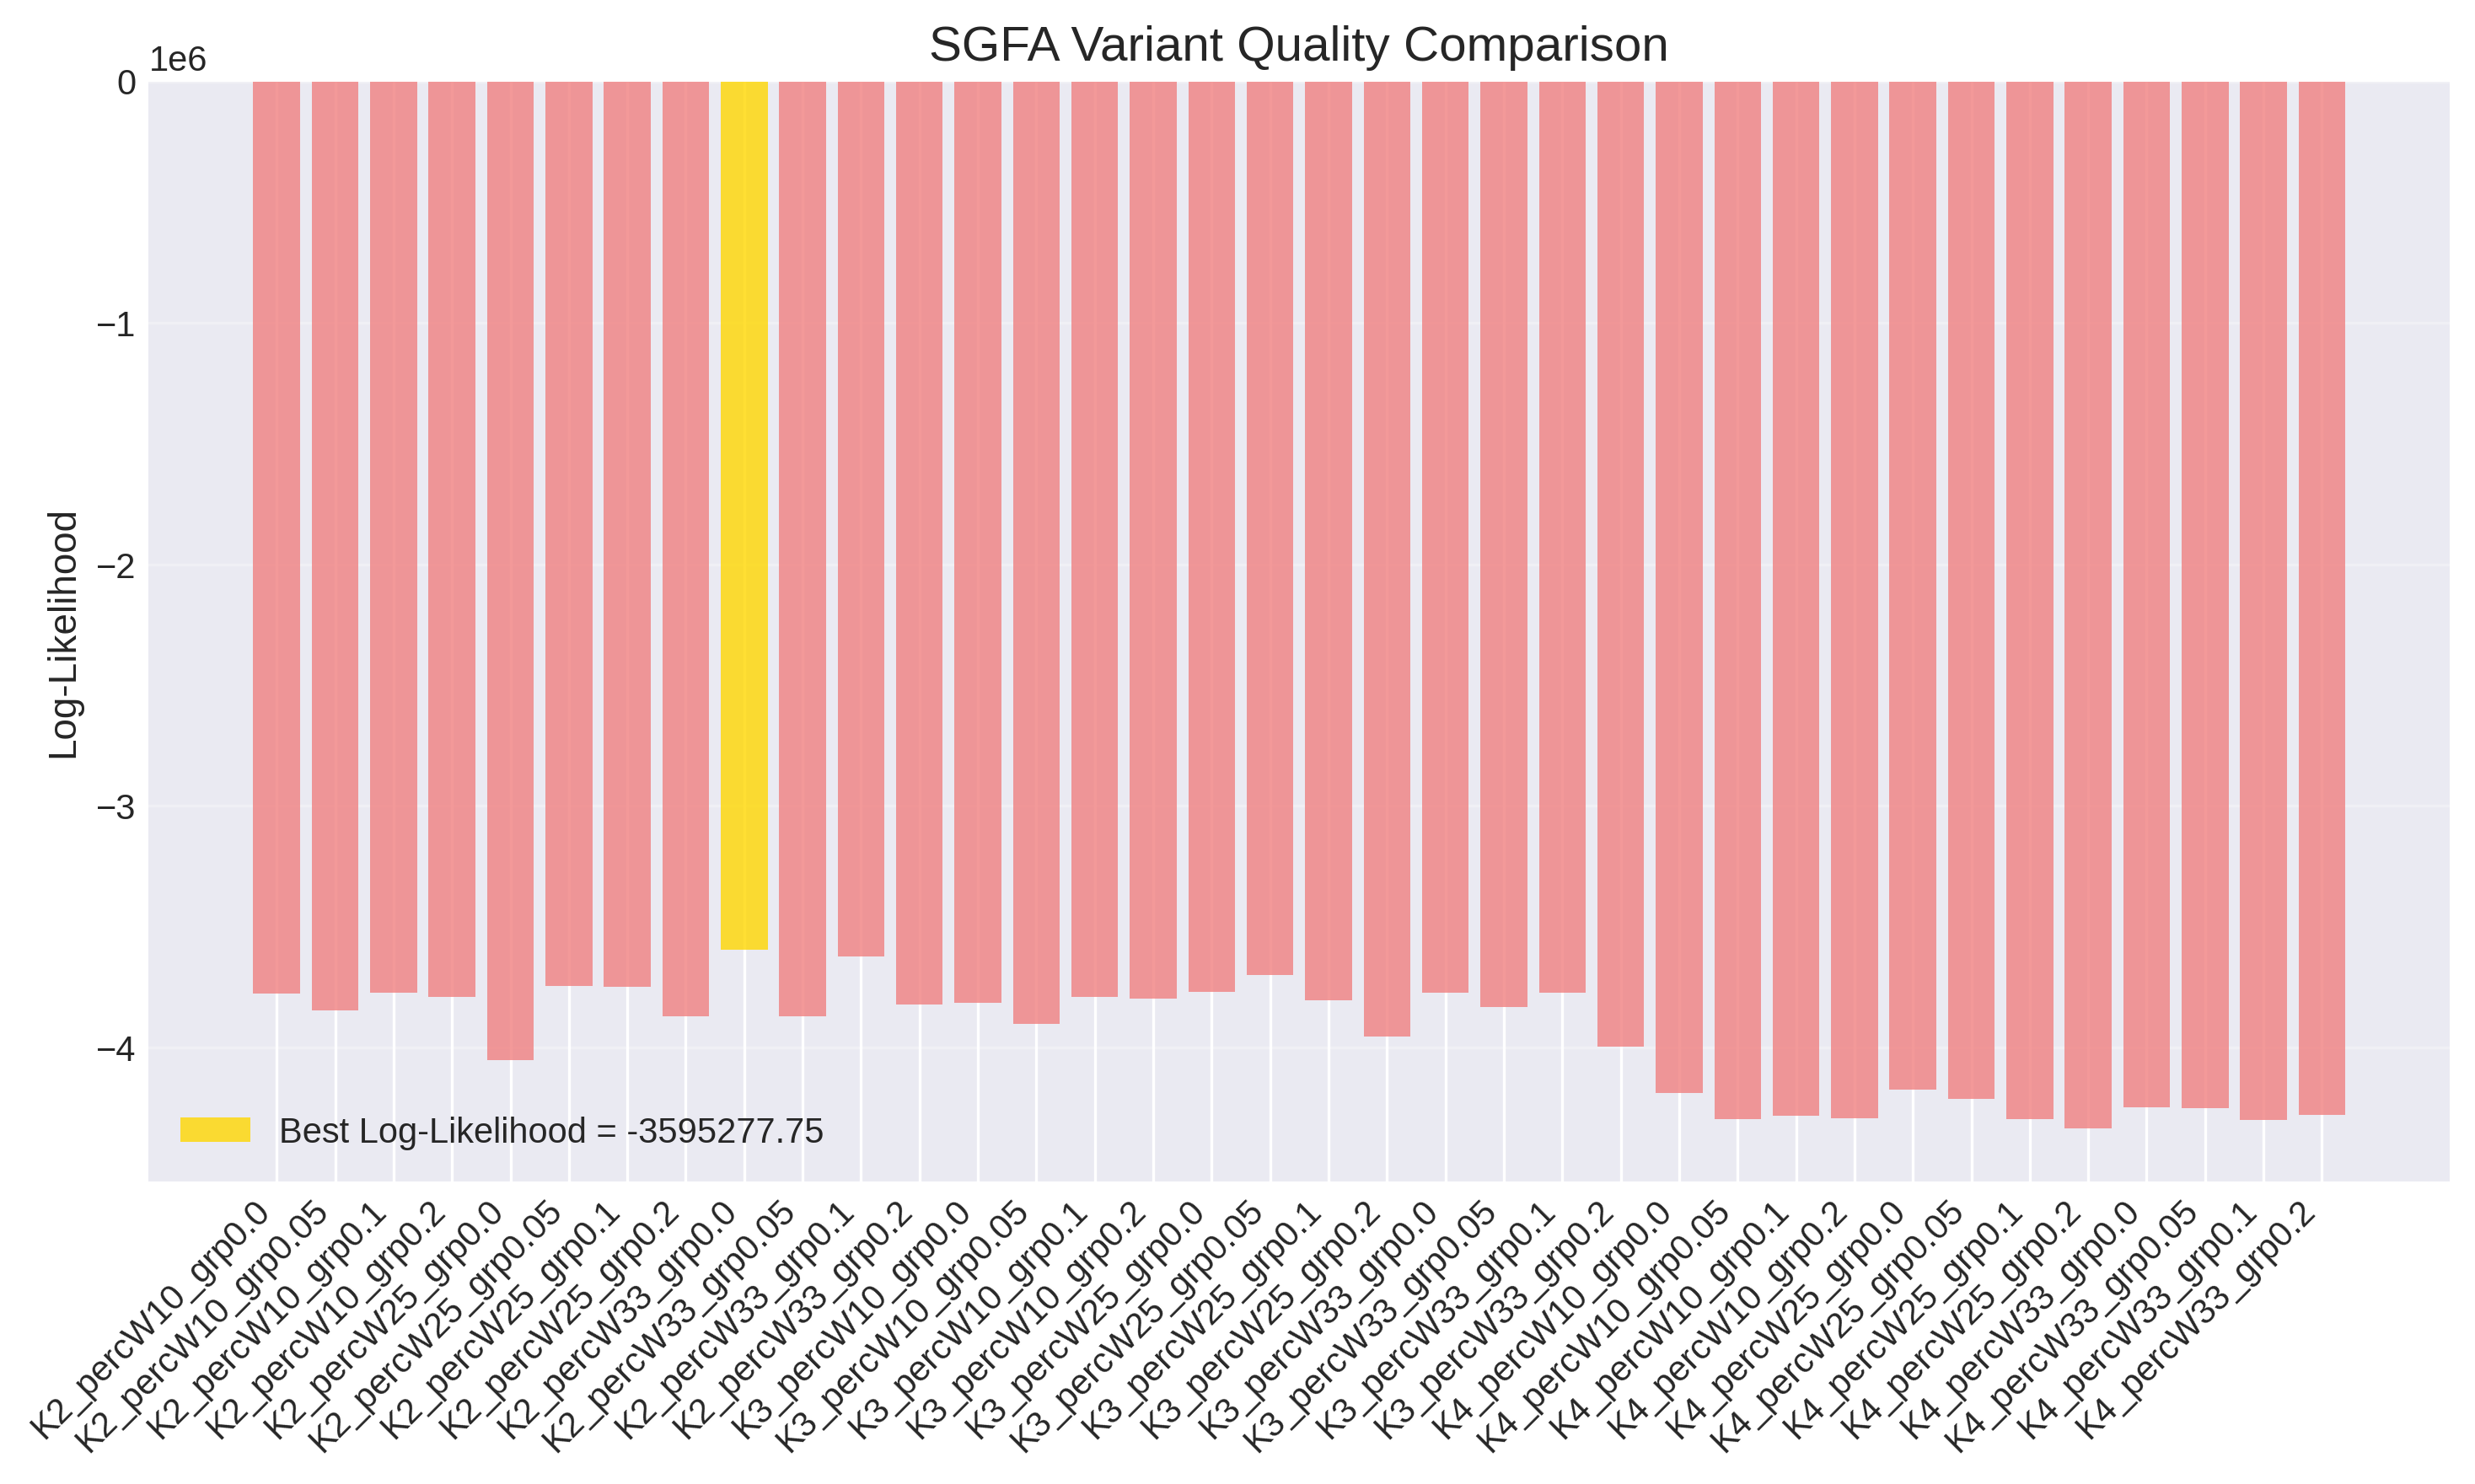 SGFA Variant Quality Comparison
1e6
0
−1
−2
−3
−4
Log-Likelihood
Best Log-Likelihood = -3595277.75
K2_percW10_grp0.0
K2_percW10_grp0.05
K2_percW10_grp0.1
K2_percW10_grp0.2
K2_percW25_grp0.0
K2_percW25_grp0.05
K2_percW25_grp0.1
K2_percW25_grp0.2
K2_percW33_grp0.0
K2_percW33_grp0.05
K2_percW33_grp0.1
K2_percW33_grp0.2
K3_percW10_grp0.0
K3_percW10_grp0.05
K3_percW10_grp0.1
K3_percW10_grp0.2
K3_percW25_grp0.0
K3_percW25_grp0.05
K3_percW25_grp0.1
K3_percW25_grp0.2
K3_percW33_grp0.0
K3_percW33_grp0.05
K3_percW33_grp0.1
K3_percW33_grp0.2
K4_percW10_grp0.0
K4_percW10_grp0.05
K4_percW10_grp0.1
K4_percW10_grp0.2
K4_percW25_grp0.0
K4_percW25_grp0.05
K4_percW25_grp0.1
K4_percW25_grp0.2
K4_percW33_grp0.0
K4_percW33_grp0.05
K4_percW33_grp0.1
K4_percW33_grp0.2